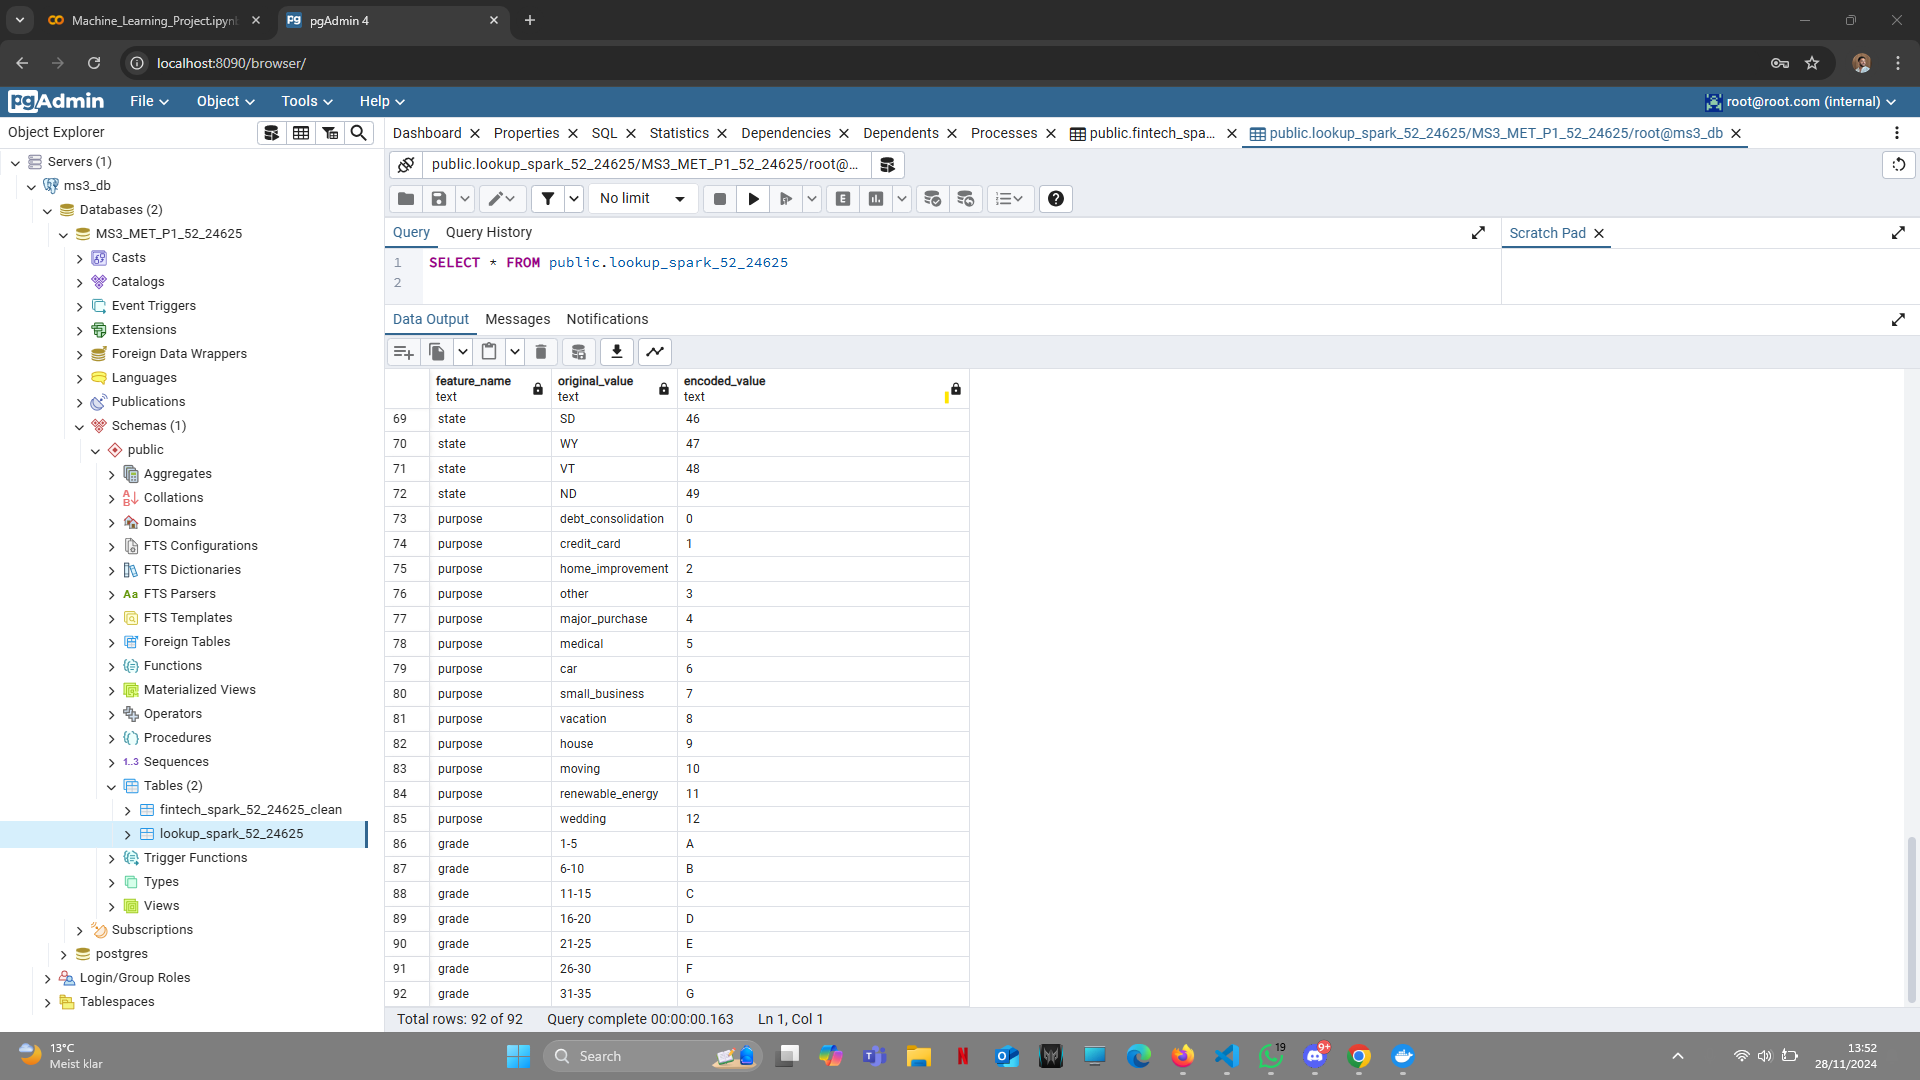 Machine_Learning_Project.ipynb
pgAdmin 4
localhost:8090/browser/
pgAdmin File Object Tools Help root@root.com (internal)
Object Explorer
Servers (1)
ms3_db
Databases (2)
MS3_MET_P1_52_24625
Casts
Catalogs
Event Triggers
Extensions
Foreign Data Wrappers
Languages
Publications
Schemas (1)
public
Aggregates
Collations
Domains
FTS Configurations
FTS Dictionaries
Aa FTS Parsers
FTS Templates
Foreign Tables
Functions
Materialized Views
Operators
Procedures
1..3 Sequences
Tables (2)
fintech_spark_52_24625_clean
lookup_spark_52_24625
Trigger Functions
Types
Views
Subscriptions
postgres
Login/Group Roles
Tablespaces
Dashboard Properties SQL Statistics Dependencies Dependents Processes public.fintech_spa... public.lookup_spark_52_24625/MS3_MET_P1_52_24625/root@ms3_db
public.lookup_spark_52_24625/MS3_MET_P1_52_24625/root@...
No limit E
Query Query History
Scratch Pad
1 SELECT * FROM public.lookup_spark_52_24625
2
Data Output Messages Notifications
feature_name original_value encoded_value
text text text
69 state SD 46
70 state WY 47
71 state VT 48
72 state ND 49
73 purpose debt_consolidation 0
74 purpose credit_card 1
75 purpose home_improvement 2
76 purpose other 3
77 purpose major_purchase 4
78 purpose medical 5
79 purpose car 6
80 purpose small_business 7
81 purpose vacation 8
82 purpose house 9
83 purpose moving 10
84 purpose renewable_energy 11
85 purpose wedding 12
86 grade 1-5 A
87 grade 6-10 B
88 grade 11-15 C
89 grade 16-20 D
90 grade 21-25 E
91 grade 26-30 F
92 grade 31-35 G
Total rows: 92 of 92 Query complete 00:00:00.163 Ln 1, Col 1
13°C
Meist klar
Search
19
9+
13:52
28/11/2024